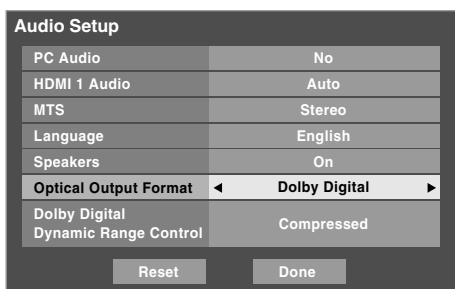 Audio Setup
PC Audio No
HDMI 1 Audio Auto
MTS Stereo
Language English
Speakers On
Optical Output Format Dolby Digital
Dolby Digital
Dynamic Range Control Compressed
Reset Done